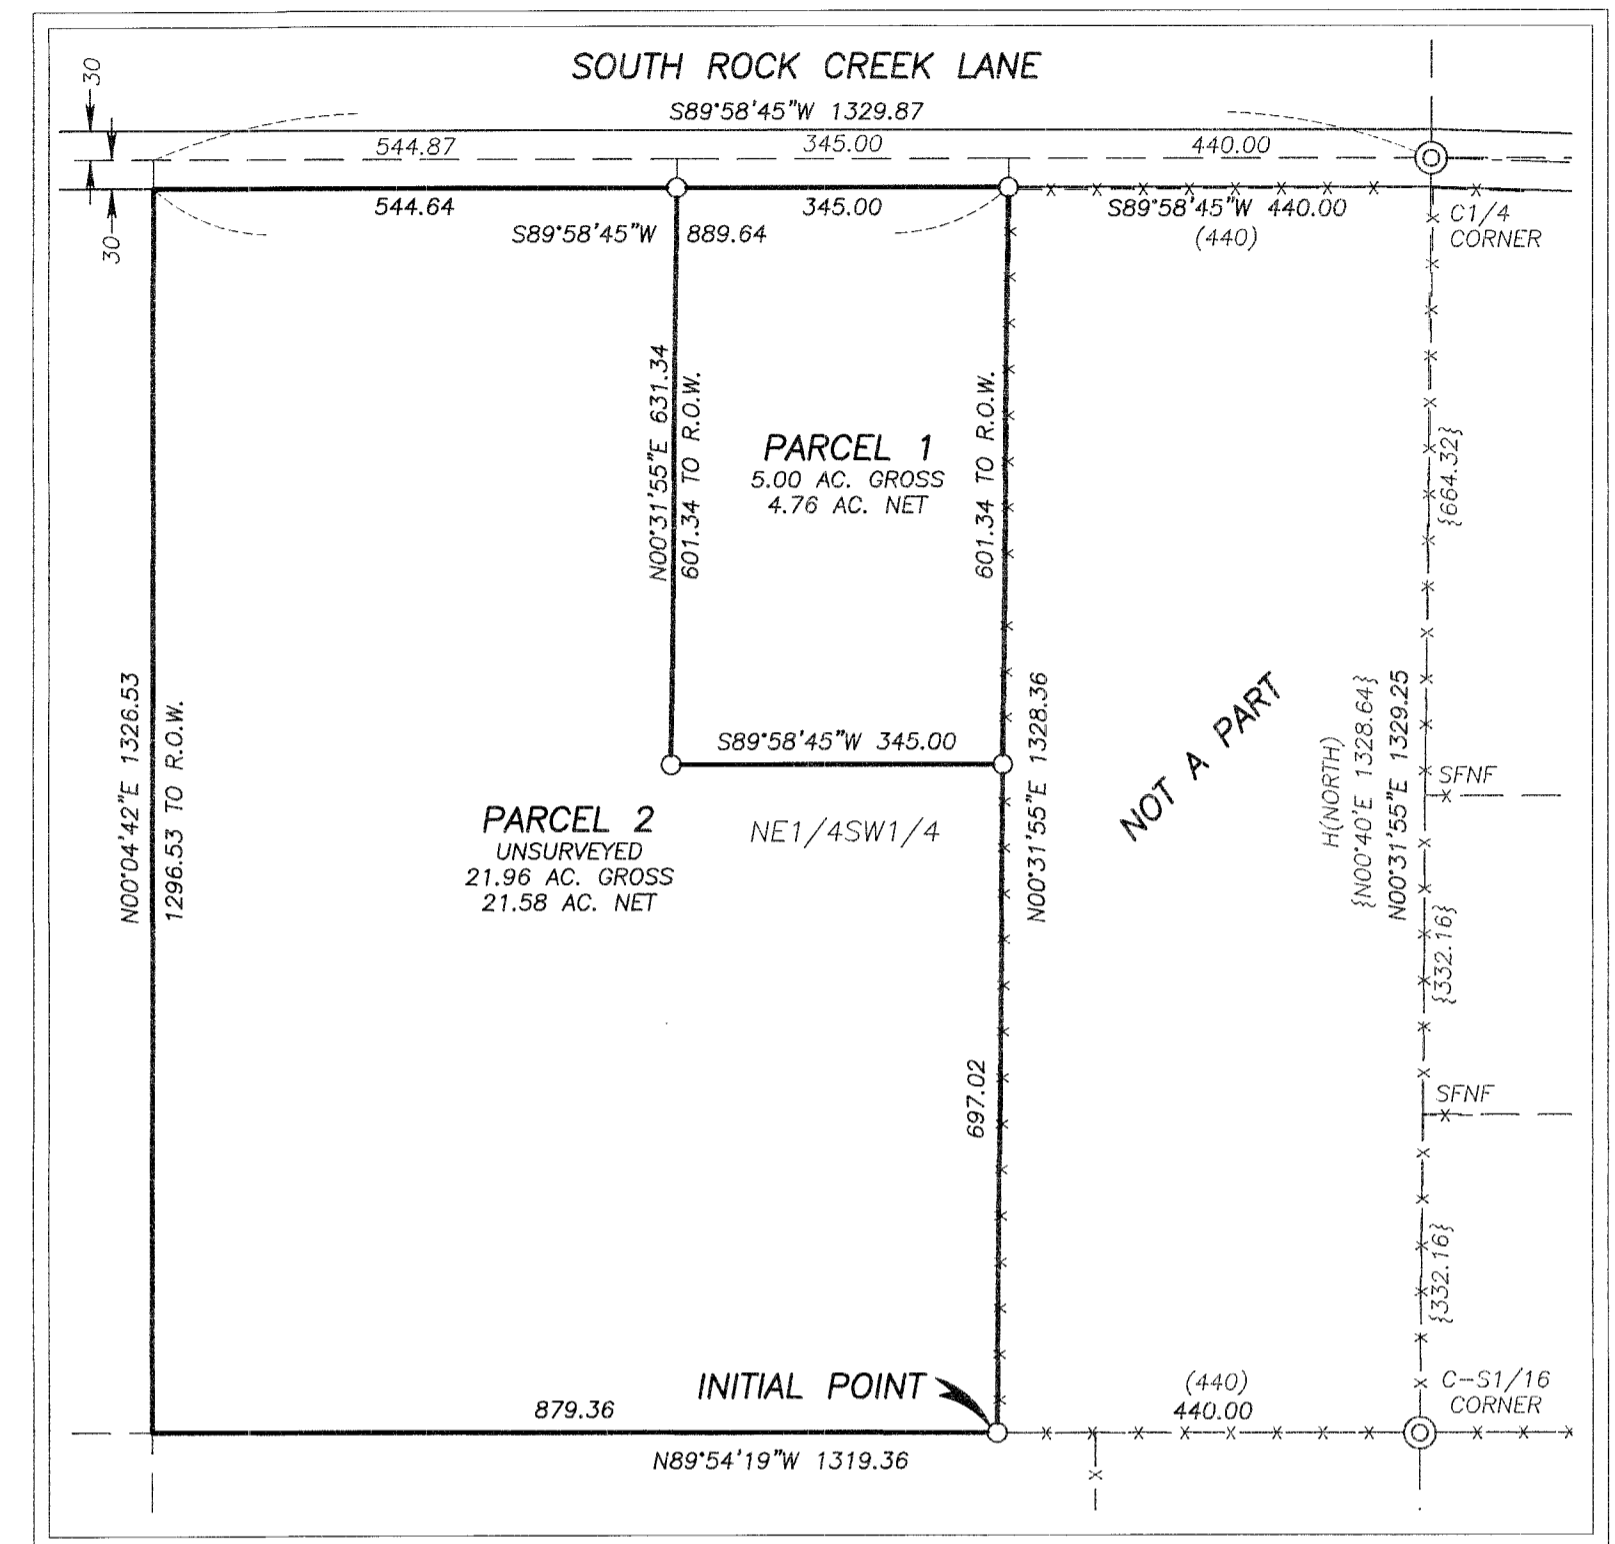 SOUTH ROCK CREEK LANE
30
S89°58'45"W 1329.87
544.87
345.00
440.00
544.64
345.00
S89°58'45"W 440.00
(440)
30
S89°58'45"W 889.64
C1/4
CORNER
N00°31'55"E 631.34
601.34 TO R.O.W.
PARCEL 1
5.00 AC. GROSS
4.76 AC. NET
601.34 TO R.O.W.
{664.32}
N00°04'42"E 1326.53
1296.53 TO R.O.W.
S89°58'45"W 345.00
N00°31'55"E 1328.36
NOT A PART
H(NORTH)
{N00°40'E 1328.64}
N00°31'55"E 1329.25
SFNF
PARCEL 2
UNSURVEYED
21.96 AC. GROSS
21.58 AC. NET
NE1/4SW1/4
{332.16}
697.02
SFNF
{332.16}
INITIAL POINT
879.36
(440)
440.00
C-S1/16
CORNER
N89°54'19"W 1319.36